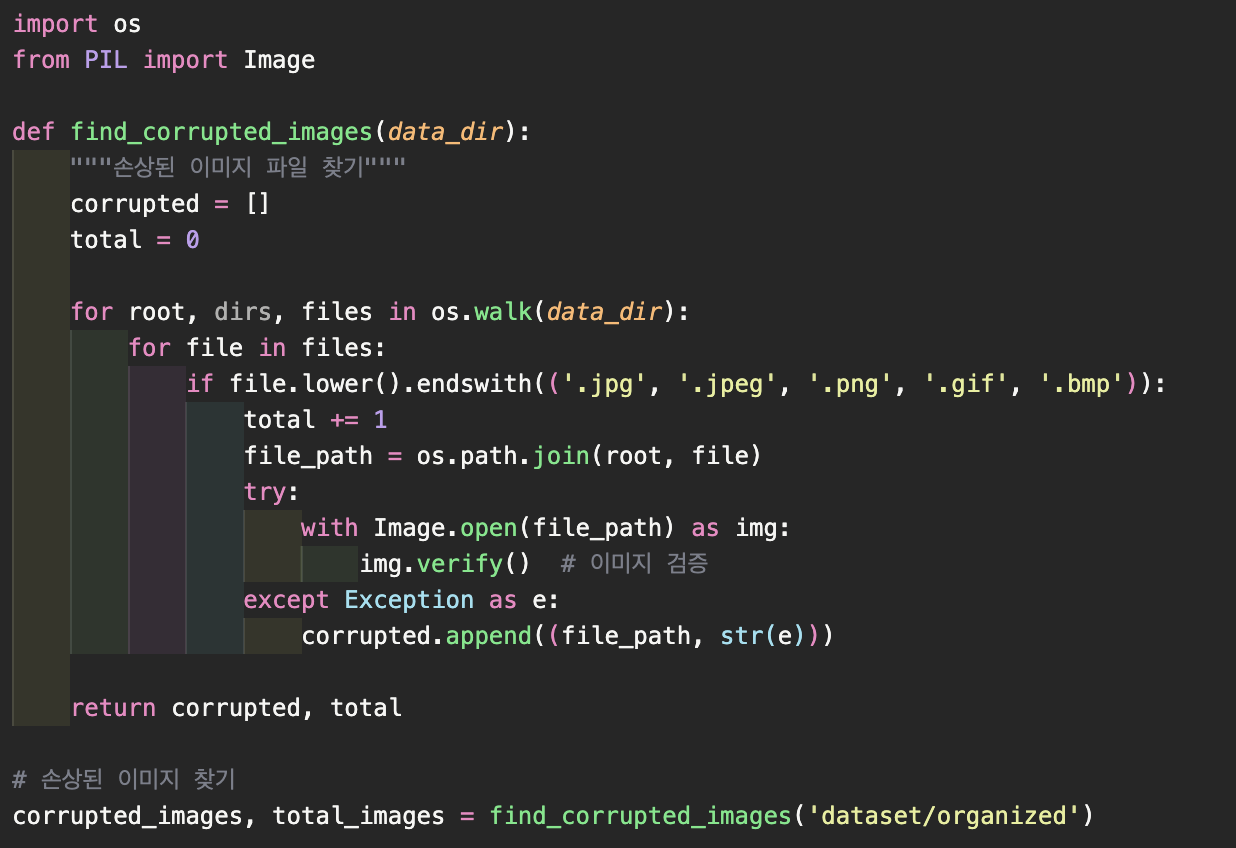 import os
from PIL import Image
def find_corrupted_images(data_dir):
    """손상된 이미지 파일 찾기"""
    corrupted = []
    total = 0
    for root, dirs, files in os.walk(data_dir):
        for file in files:
            if file.lower().endswith(('.jpg', '.jpeg', '.png', '.gif', '.bmp')):
                total += 1
                file_path = os.path.join(root, file)
                try:
                    with Image.open(file_path) as img:
                        img.verify()  # 이미지 검증
                except Exception as e:
                    corrupted.append((file_path, str(e)))
    return corrupted, total
# 손상된 이미지 찾기
corrupted_images, total_images = find_corrupted_images('dataset/organized')